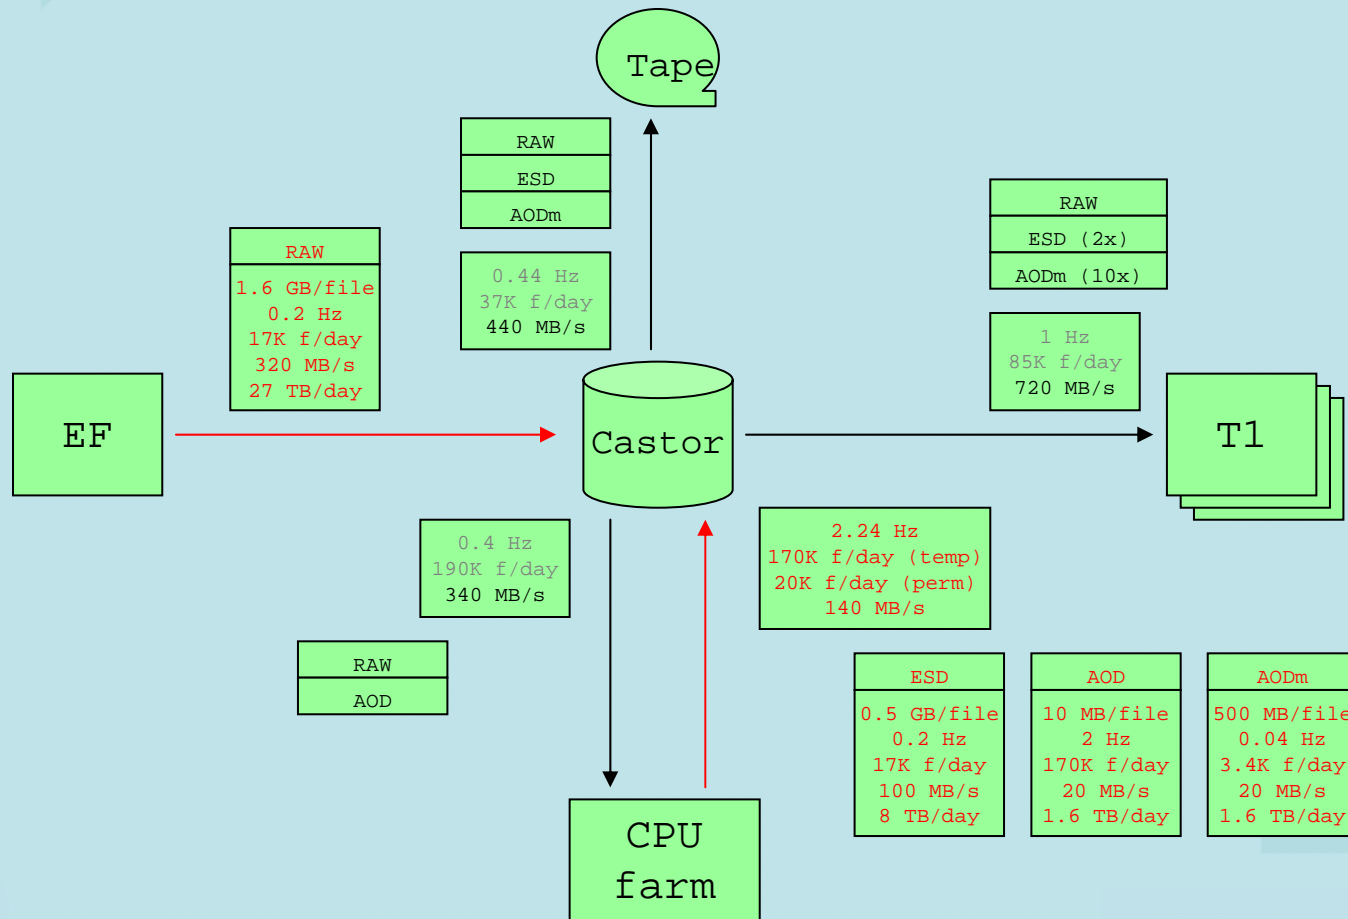 Tape
RAW
ESD
AODm
0.44 Hz
37K f/day
440 MB/s
RAW
ESD (2x)
AODm (10x)
1 Hz
85K f/day
720 MB/s
RAW
1.6 GB/file
0.2 Hz
17K f/day
320 MB/s
27 TB/day
EF
Castor
T1
0.4 Hz
190K f/day
340 MB/s
2.24 Hz
170K f/day (temp)
20K f/day (perm)
140 MB/s
RAW
AOD
ESD
0.5 GB/file
0.2 Hz
17K f/day
100 MB/s
8 TB/day
AOD
10 MB/file
2 Hz
170K f/day
20 MB/s
1.6 TB/day
AODm
500 MB/file
0.04 Hz
3.4K f/day
20 MB/s
1.6 TB/day
CPU
farm